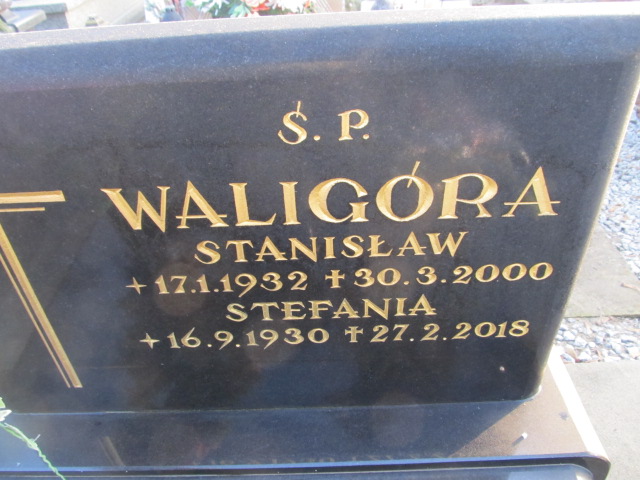 Ś. P.
WALIGÓRA
STANISŁAW
+17.1.1932 ✝30.3.2000
STEFANIA
+16.9.1930 ✝27.2.2018